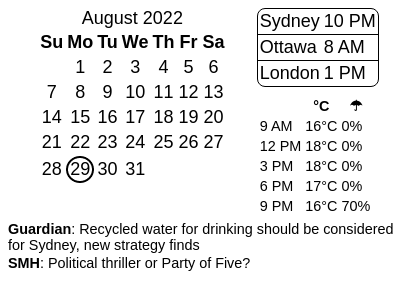 August 2022
Su Mo Tu We Th Fr Sa
1 2 3 4 5 6
7 8 9 10 11 12 13
14 15 16 17 18 19 20
21 22 23 24 25 26 27
28 29 30 31
Sydney 10 PM
Ottawa 8 AM
London 1 PM
°C ☂
9 AM 16°C 0%
12 PM 18°C 0%
3 PM 18°C 0%
6 PM 17°C 0%
9 PM 16°C 70%
Guardian: Recycled water for drinking should be considered
for Sydney, new strategy finds
SMH: Political thriller or Party of Five?